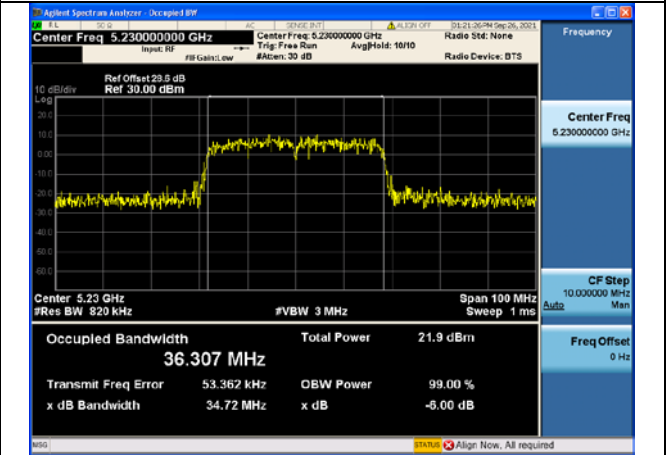 Agilent Spectrum Analyzer - Occupied BW
RL 50 Ω AC SENSE:INT ALIGN OFF 01:21:26PM Sep 26, 2021
Center Freq 5.230000000 GHz Center Freq: 5.230000000 GHz Radio Std: None
Input: RF Trig: Free Run Avg|Hold: 10/10
#IFGain:Low #Atten: 30 dB Radio Device: BTS
Ref Offset 29.5 dB
10 dB/div Ref 30.00 dBm
Log
20.0
10.0
0.00
-10.0
-20.0
-30.0
-40.0
-50.0
-60.0
Center 5.23 GHz Span 100 MHz
#Res BW 820 kHz #VBW 3 MHz Sweep 1 ms
Occupied Bandwidth Total Power 21.9 dBm
36.307 MHz
Transmit Freq Error 53.362 kHz OBW Power 99.00 %
x dB Bandwidth 34.72 MHz x dB -6.00 dB
MSG STATUS Align Now, All required
Frequency
Center Freq
5.230000000 GHz
CF Step
10.000000 MHz
Auto Man
Freq Offset
0 Hz